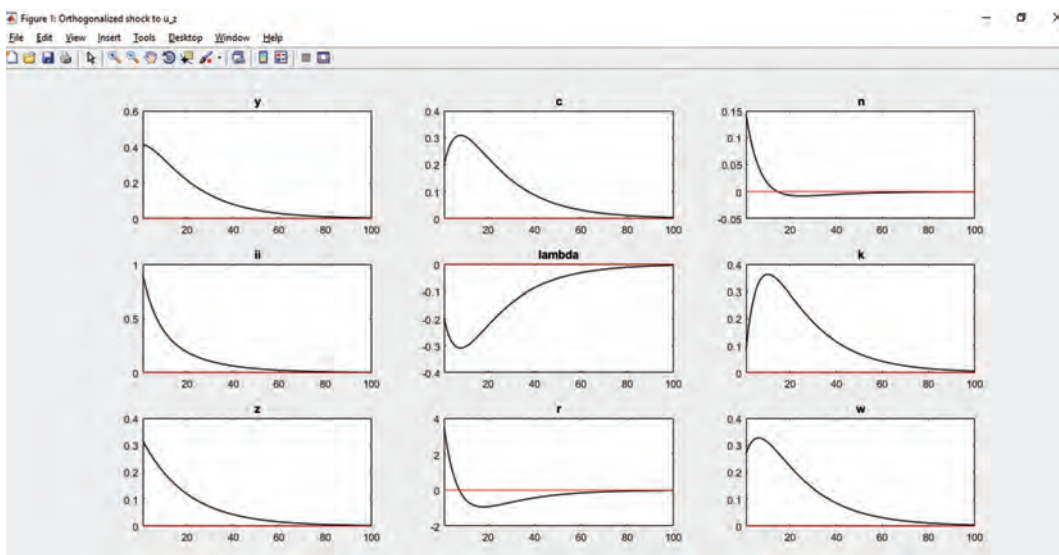 Figure 1: Orthogonalized shock to u_z
File Edit View Insert Tools Desktop Window Help
y c n
0.6 0.4 0.15
0.3 0.1
0.4
0.2 0.05
0.2
0.1 0
0 0 -0.05
20 40 60 80 100 20 40 60 80 100 20 40 60 80 100
ii lambda k
1 0 0.4
-0.1 0.3
0.5 -0.2 0.2
-0.3 0.1
0 -0.4 0
20 40 60 80 100 20 40 60 80 100 20 40 60 80 100
z r w
0.4 4 0.4
0.3 2 0.3
0.2 0.2
0.1 0 0.1
0 -2 0
20 40 60 80 100 20 40 60 80 100 20 40 60 80 100